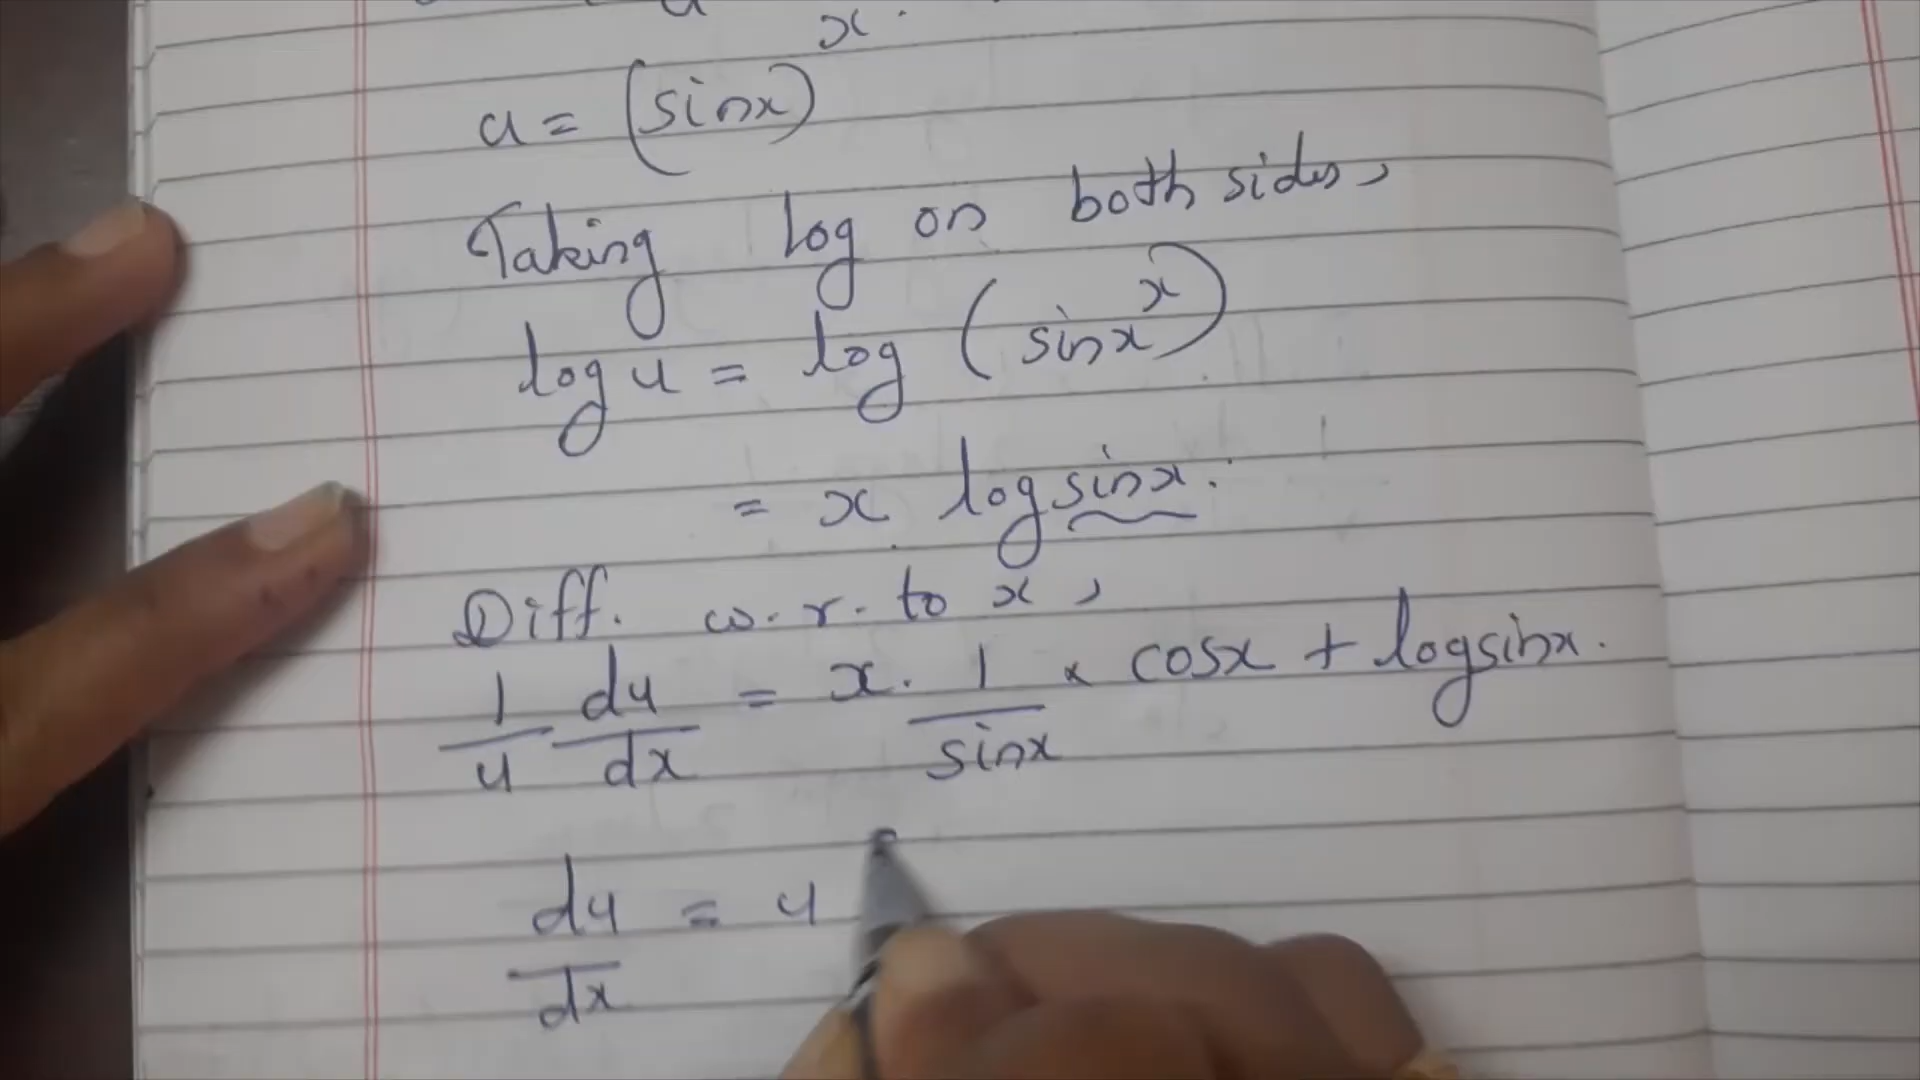 x.
u = (sinx)
Taking log on both sides,
log u = log (sinx^x)
= x log sinx.
Diff. w.r. to x,
1/u du/dx = x. 1/sinx × cosx + log sinx.
du/dx = u